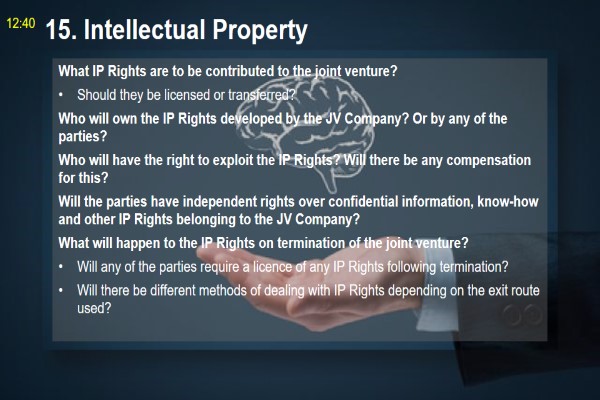 12:40
15. Intellectual Property
What IP Rights are to be contributed to the joint venture?
• Should they be licensed or transferred?
Who will own the IP Rights developed by the JV Company? Or by any of the
parties?
Who will have the right to exploit the IP Rights? Will there be any compensation
for this?
Will the parties have independent rights over confidential information, know-how
and other IP Rights belonging to the JV Company?
What will happen to the IP Rights on termination of the joint venture?
• Will any of the parties require a licence of any IP Rights following termination?
• Will there be different methods of dealing with IP Rights depending on the exit route
used?